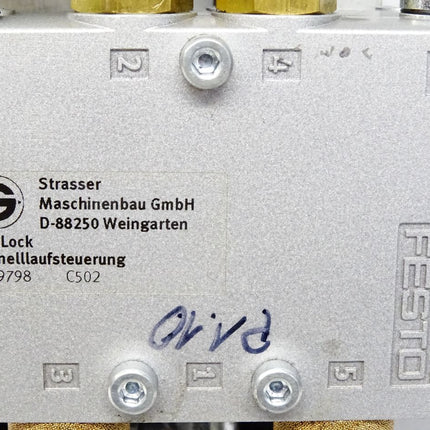 2
4
G
Strasser
Maschinenbau GmbH
D-88250 Weingarten
Lock
nelllaufsteuerung
9798 C502
FESTO
3
1
5